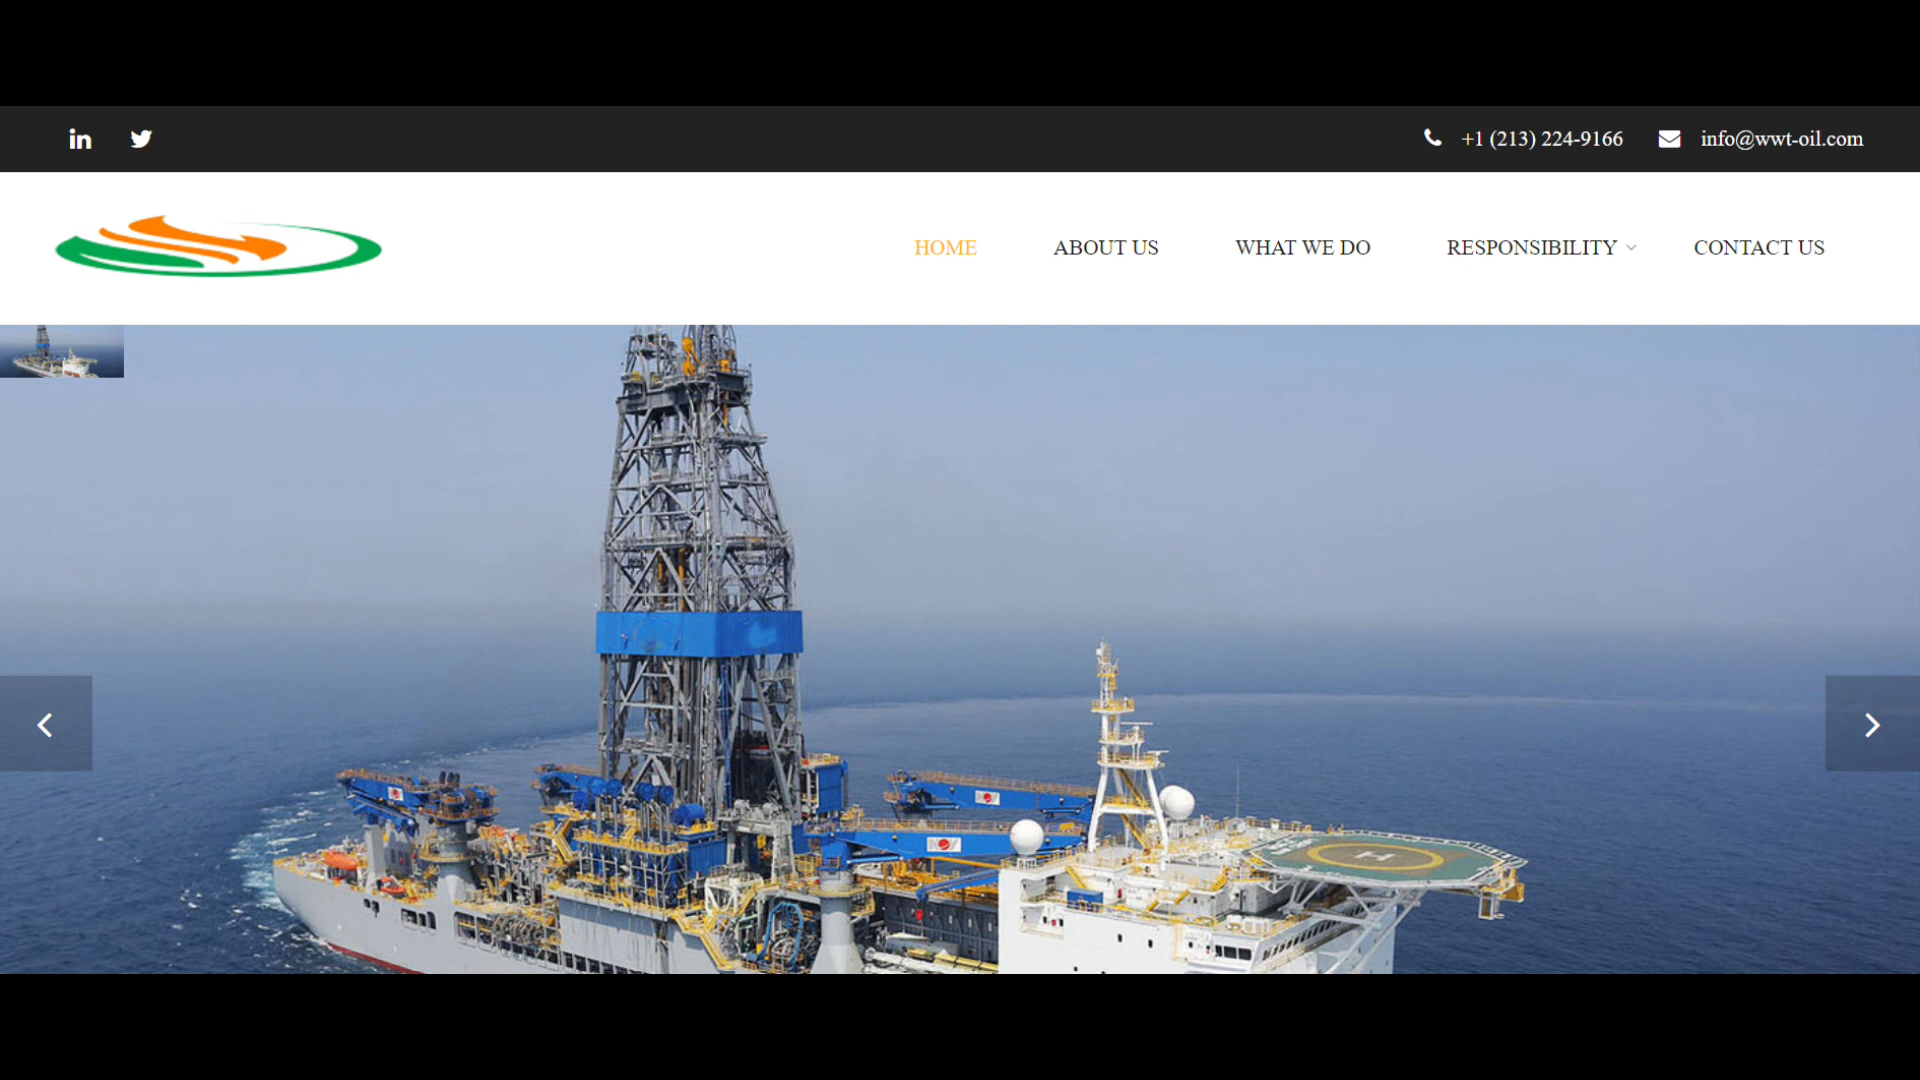 +1 (213) 224-9166 info@wwt-oil.com
HOME ABOUT US WHAT WE DO RESPONSIBILITY CONTACT US
H